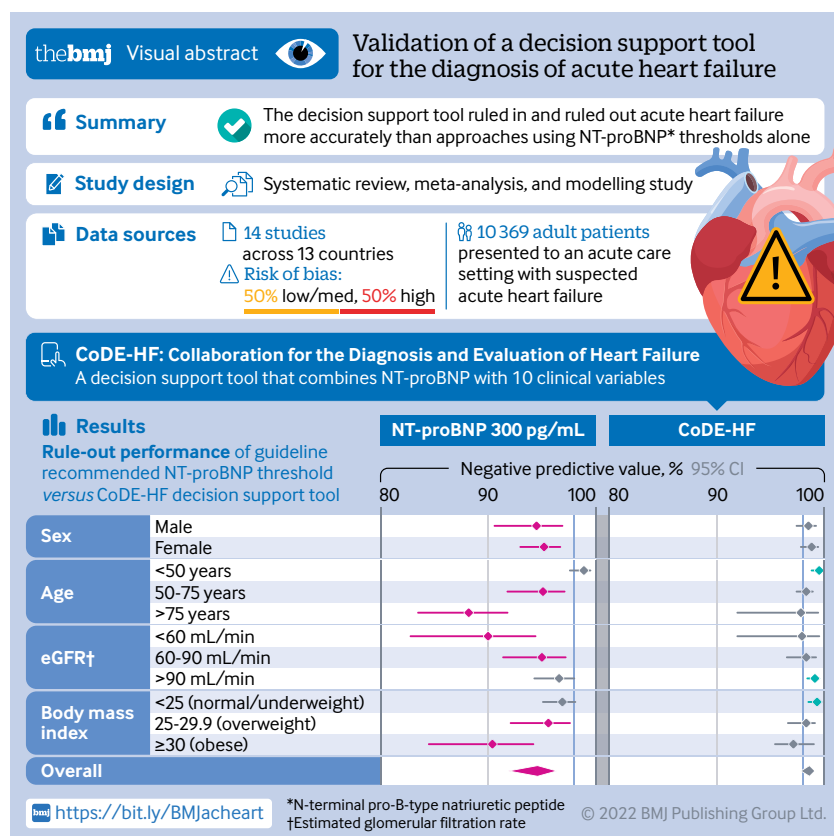 thebmj Visual abstract
Validation of a decision support tool
for the diagnosis of acute heart failure
Summary
The decision support tool ruled in and ruled out acute heart failure
more accurately than approaches using NT-proBNP* thresholds alone
Study design
Systematic review, meta-analysis, and modelling study
Data sources
14 studies
across 13 countries
Risk of bias:
50% low/med, 50% high
10 369 adult patients
presented to an acute care
setting with suspected
acute heart failure
CoDE-HF: Collaboration for the Diagnosis and Evaluation of Heart Failure
A decision support tool that combines NT-proBNP with 10 clinical variables
Results
Rule-out performance of guideline
recommended NT-proBNP threshold
versus CoDE-HF decision support tool
NT-proBNP 300 pg/mL
CoDE-HF
Negative predictive value, % 95% CI
80 90 100 80 90 100
Sex
Male
Female
Age
<50 years
50-75 years
>75 years
eGFR†
<60 mL/min
60-90 mL/min
>90 mL/min
Body mass
index
<25 (normal/underweight)
25-29.9 (overweight)
≥30 (obese)
Overall
bmj https://bit.ly/BMJacheart
*N-terminal pro-B-type natriuretic peptide
†Estimated glomerular filtration rate
© 2022 BMJ Publishing Group Ltd.